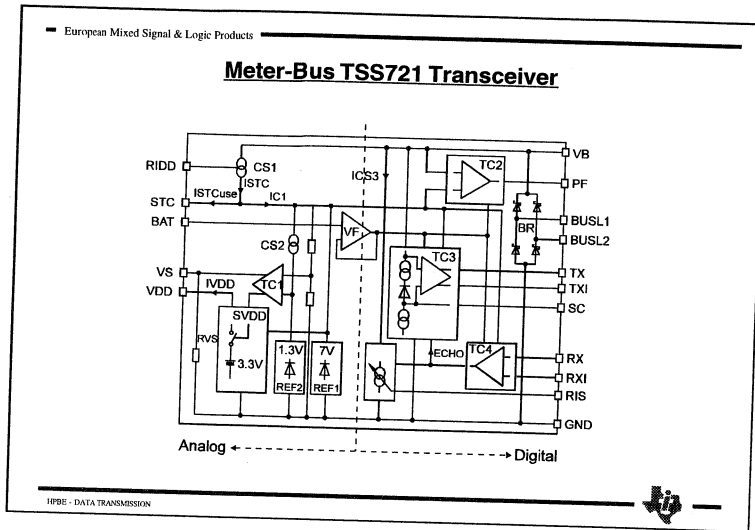 European Mixed Signal & Logic Products
Meter-Bus TSS721 Transceiver
RIDD
CS1
ISTC
STC
ISTCuse
IC1
BAT
CS2
VS
VDD
IVDD
TC1
SVDD
RVS
3.3V
1.3V
REF2
7V
REF1
VF
ICS3
TC2
TC3
ECHO
TC4
BR
VB
PF
BUSL1
BUSL2
TX
TXI
SC
RX
RXI
RIS
GND
Analog
Digital
HPBE - DATA TRANSMISSION